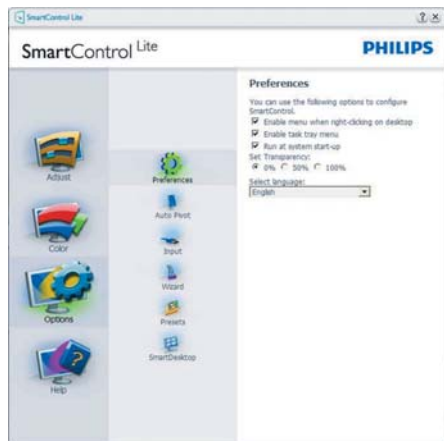 SmartControl Lite
SmartControl Lite
PHILIPS
Adjust
Color
Options
Help
Preferences
Auto Pivot
Input
Wizard
Presets
SmartDesktop
Preferences
You can use the following options to configure
SmartControl.
Enable menu when right-clicking on desktop
Enable task tray menu
Run at system start-up
Set Transparency:
0% 50% 100%
Select language:
English